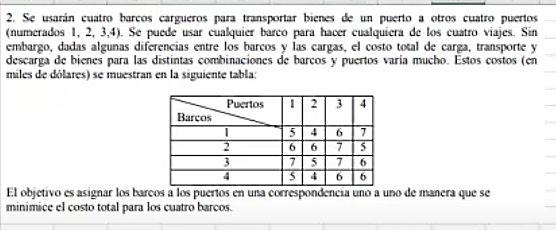 2. Se usarán cuatro barcos cargueros para transportar bienes de un puerto a otros cuatro puertos
(numerados 1, 2, 3,4). Se puede usar cualquier barco para hacer cualquiera de los cuatro viajes. Sin
embargo, dadas algunas diferencias entre los barcos y las cargas, el costo total de carga, transporte y
descarga de bienes para las distintas combinaciones de barcos y puertos varía mucho. Estos costos (en
miles de dólares) se muestran en la siguiente tabla:
Puertos 1 2 3 4
Barcos
1 5 4 6 7
2 6 6 7 5
3 7 5 7 6
4 5 4 6 6
El objetivo es asignar los barcos a los puertos en una correspondencia uno a uno de manera que se
minimice el costo total para los cuatro barcos.